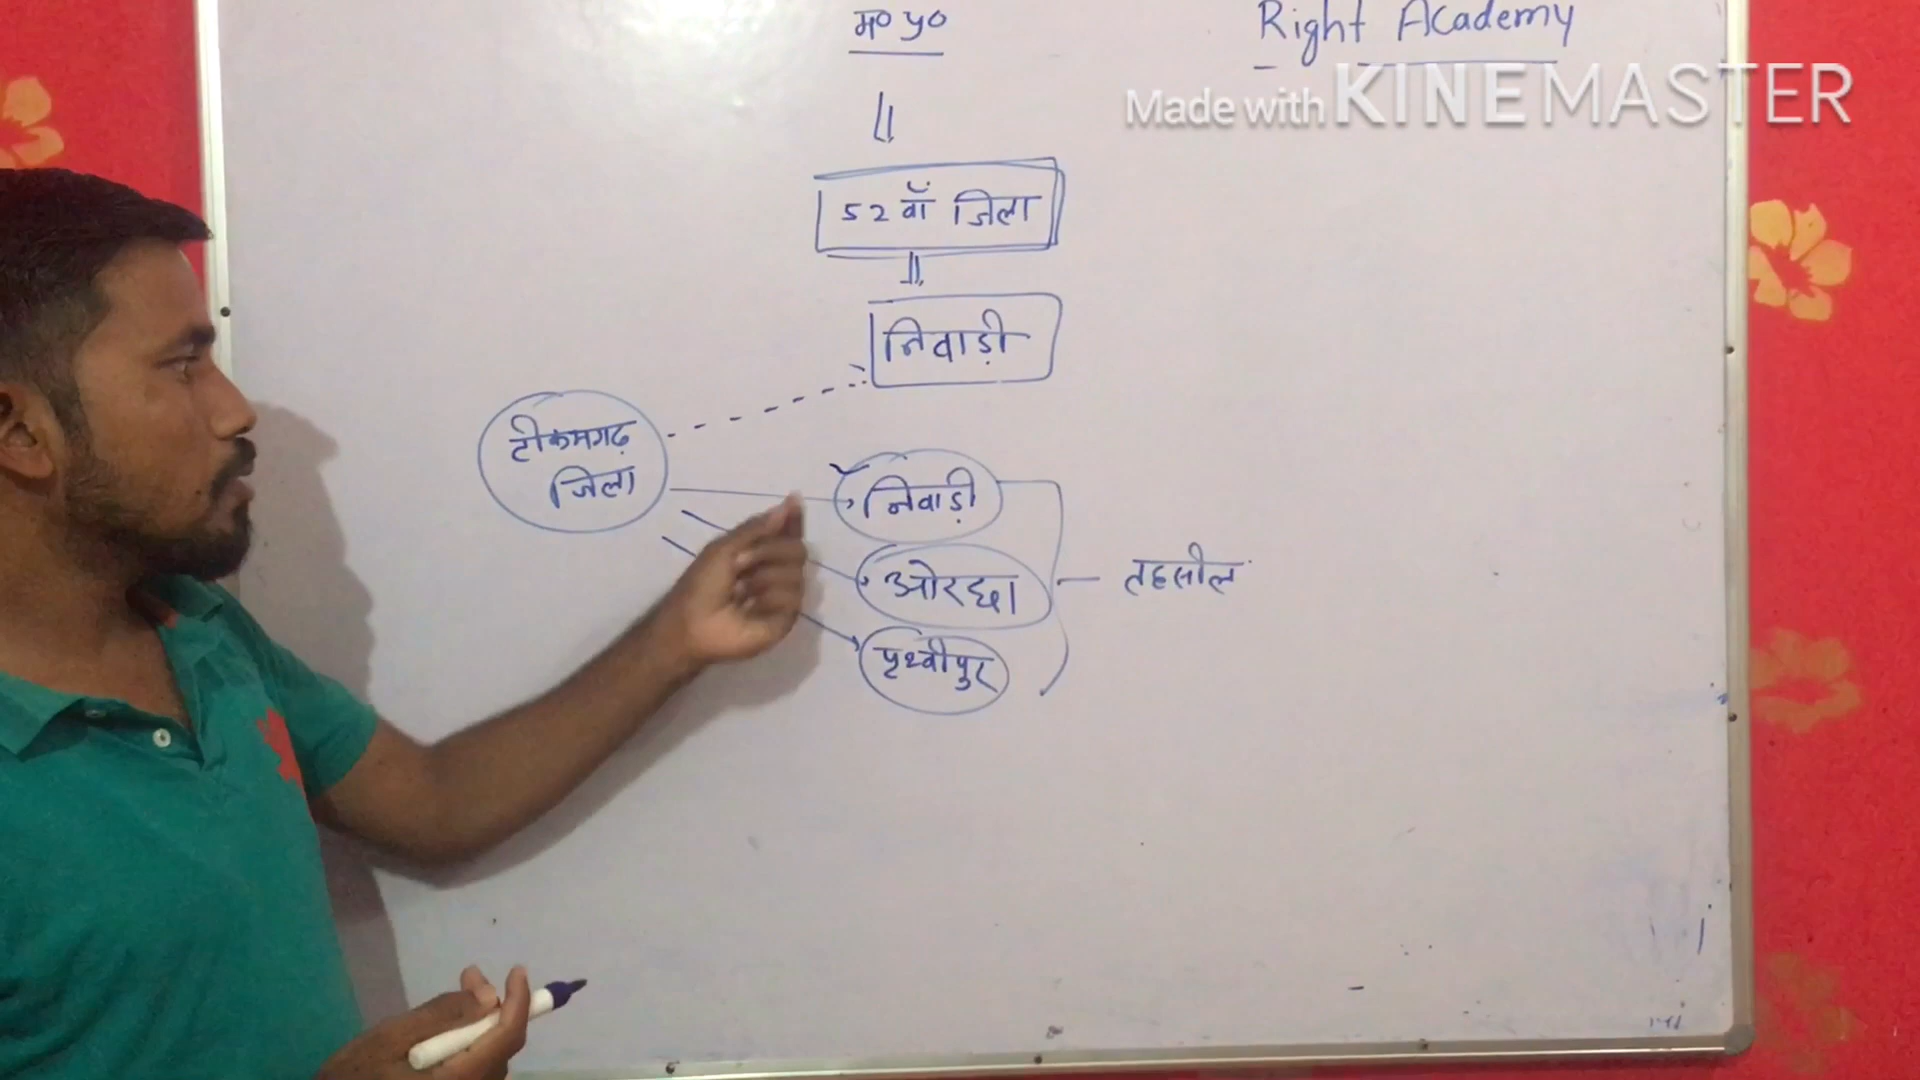 म० प्र०
Right Academy
Made with KINEMASTER
52 वाँ जिला
निवाड़ी
टीकमगढ़
जिला
निवाड़ी
ओरछा
पृथ्वीपुर
तहसील